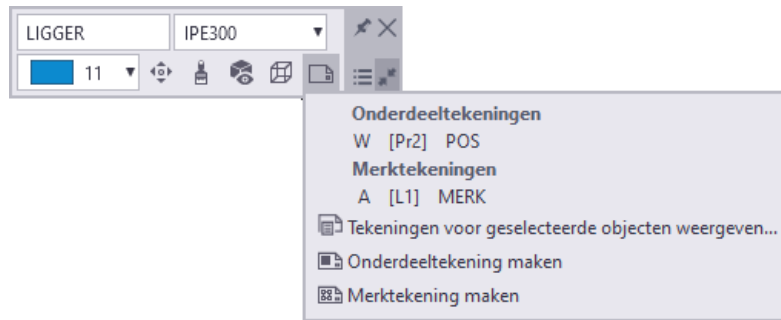 LIGGER IPE300
11
Onderdeeltekeningen
W [Pr2] POS
Merktekeningen
A [L1] MERK
Tekeningen voor geselecteerde objecten weergeven...
Onderdeeltekening maken
Merktekening maken